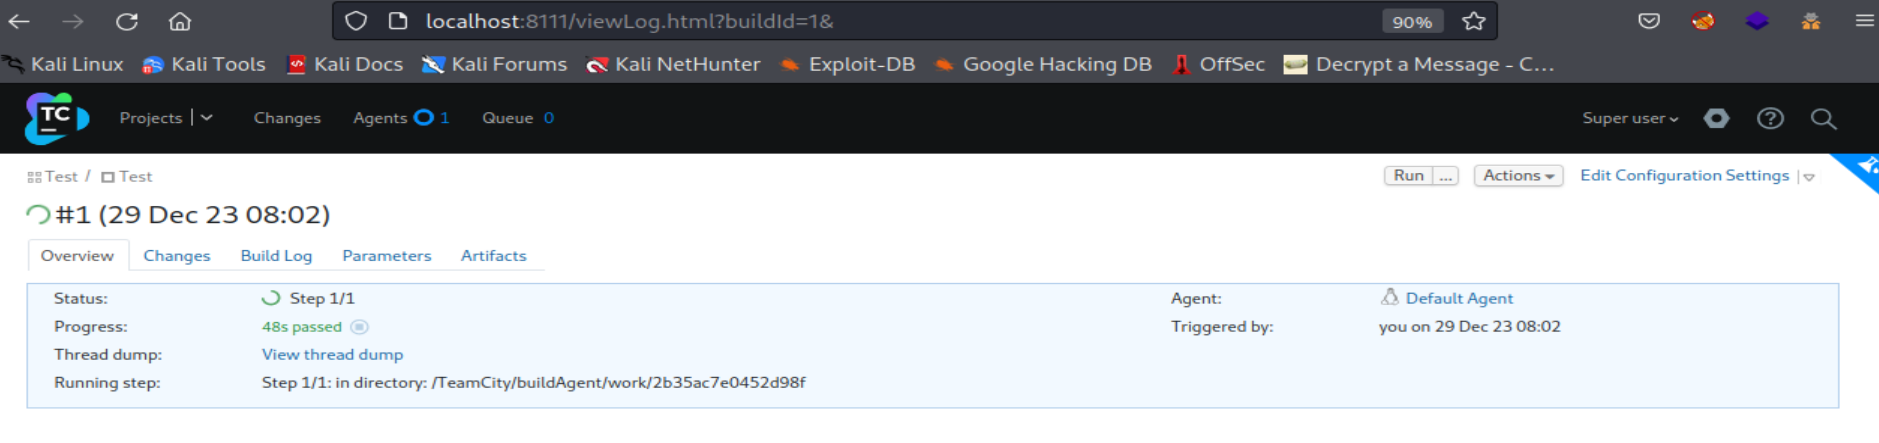 localhost:8111/viewLog.html?buildId=1& 90%
Kali Linux Kali Tools Kali Docs Kali Forums Kali NetHunter Exploit-DB Google Hacking DB OffSec Decrypt a Message - C...
TC Projects Changes Agents 1 Queue 0 Super user
Test / Test Run ... Actions Edit Configuration Settings
#1 (29 Dec 23 08:02)
Overview Changes Build Log Parameters Artifacts
Status: Step 1/1 Agent: Default Agent
Progress: 48s passed Triggered by: you on 29 Dec 23 08:02
Thread dump: View thread dump
Running step: Step 1/1: in directory: /TeamCity/buildAgent/work/2b35ac7e0452d98f